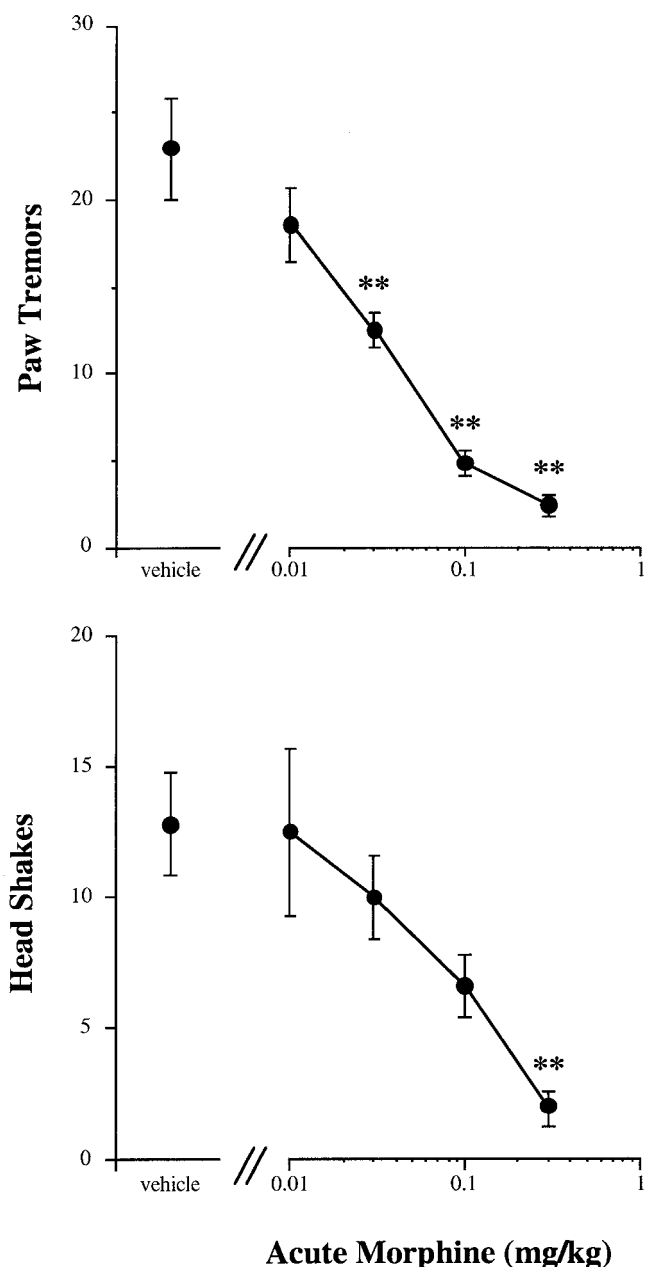 30
20
10
0
Paw Tremors
**
**
**
vehicle // 0.01 0.1 1
20
15
10
5
0
Head Shakes
**
vehicle // 0.01 0.1 1
Acute Morphine (mg/kg)